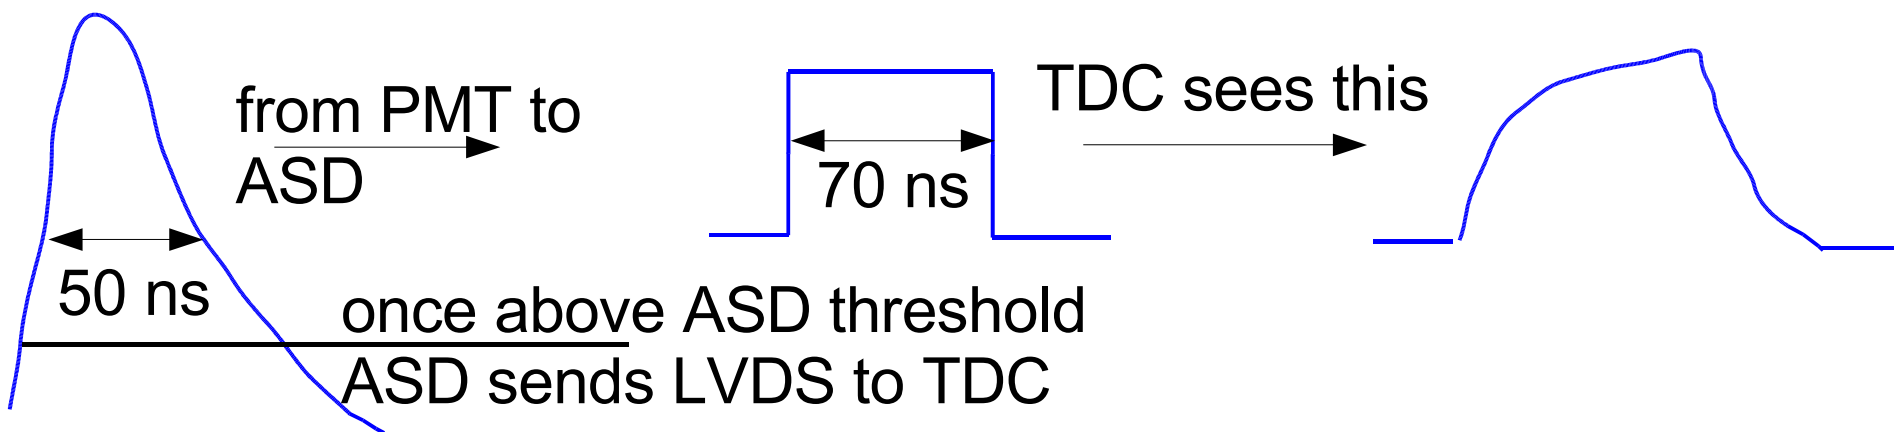 from PMT to
ASD
50 ns
70 ns
TDC sees this
once above ASD threshold
ASD sends LVDS to TDC